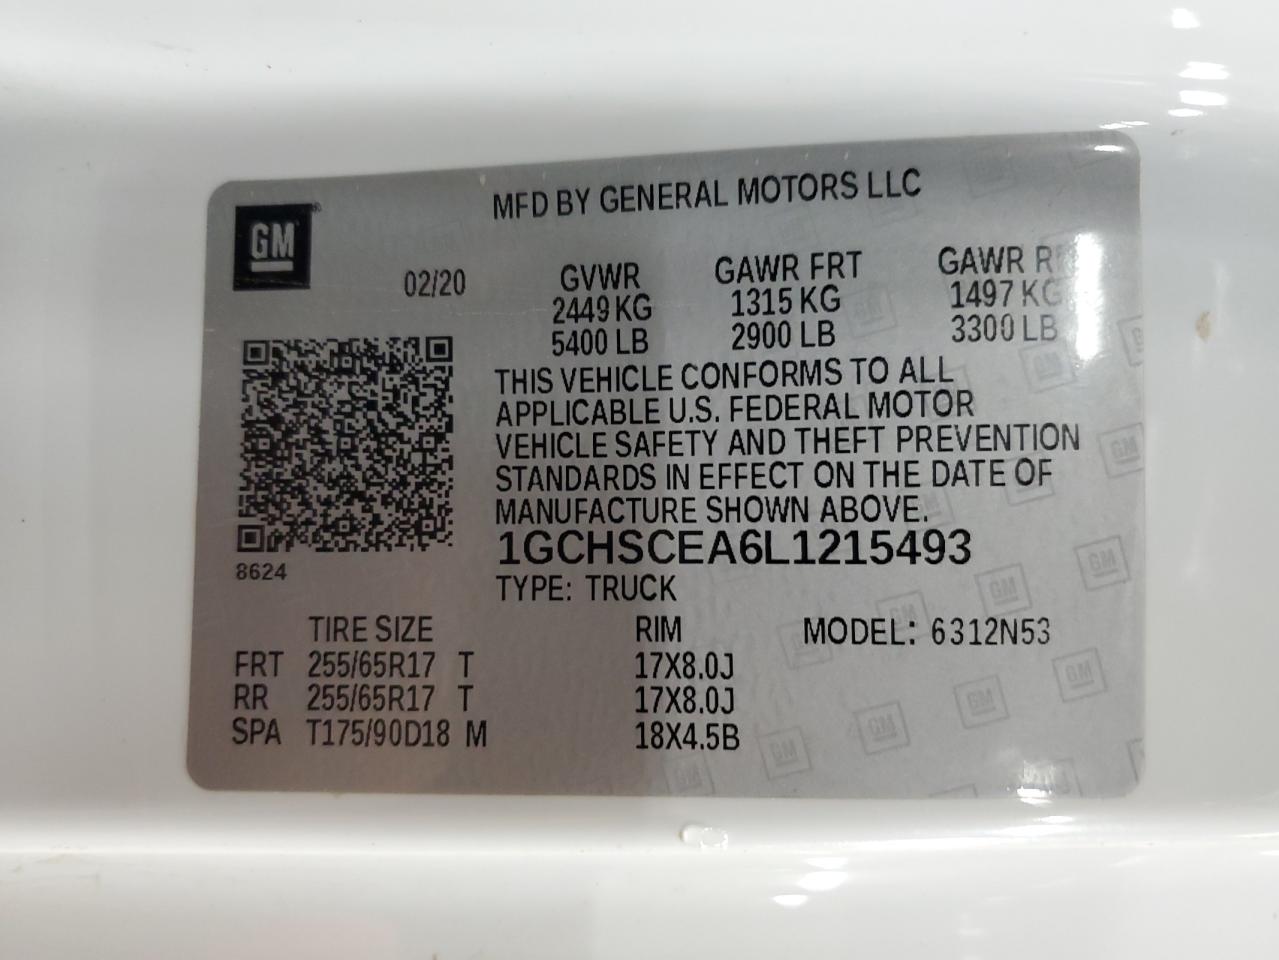 MFD BY GENERAL MOTORS LLC
GM ®
02/20 GVWR GAWR FRT GAWR
2449 KG 1315 KG 1497 KG
5400 LB 2900 LB 3300 LB
THIS VEHICLE CONFORMS TO ALL
APPLICABLE U.S. FEDERAL MOTOR
VEHICLE SAFETY AND THEFT PREVENTION
STANDARDS IN EFFECT ON THE DATE OF
MANUFACTURE SHOWN ABOVE.
1GCHSCEA6L1215493
8624
TYPE: TRUCK
TIRE SIZE RIM MODEL: 6312N53
FRT 255/65R17 T 17X8.0J
RR 255/65R17 T 17X8.0J
SPA T175/90D18 M 18X4.5B